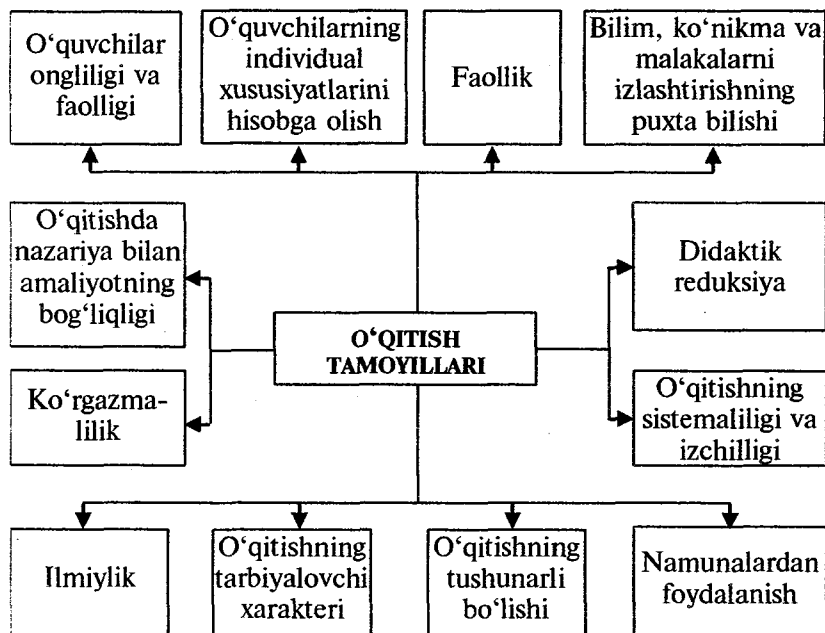 O‘quvchilar
ongliligi va
faolligi
O‘quvchilarning
individual
xususiyatlarini
hisobga olish
Faollik
Bilim, ko‘nikma va
malakalarni
izlashtirishning
puxta bilishi
O‘qitishda
nazariya bilan
amaliyotning
bog‘liqligi
Didaktik
reduksiya
O‘QITISH
TAMOYILLARI
Ko‘rgazma-
lilik
O‘qitishning
sistemaliligi va
izchilligi
Ilmiylik
O‘qitishning
tarbiyalovchi
xarakteri
O‘qitishning
tushunarli
bo‘lishi
Namunalardan
foydalanish